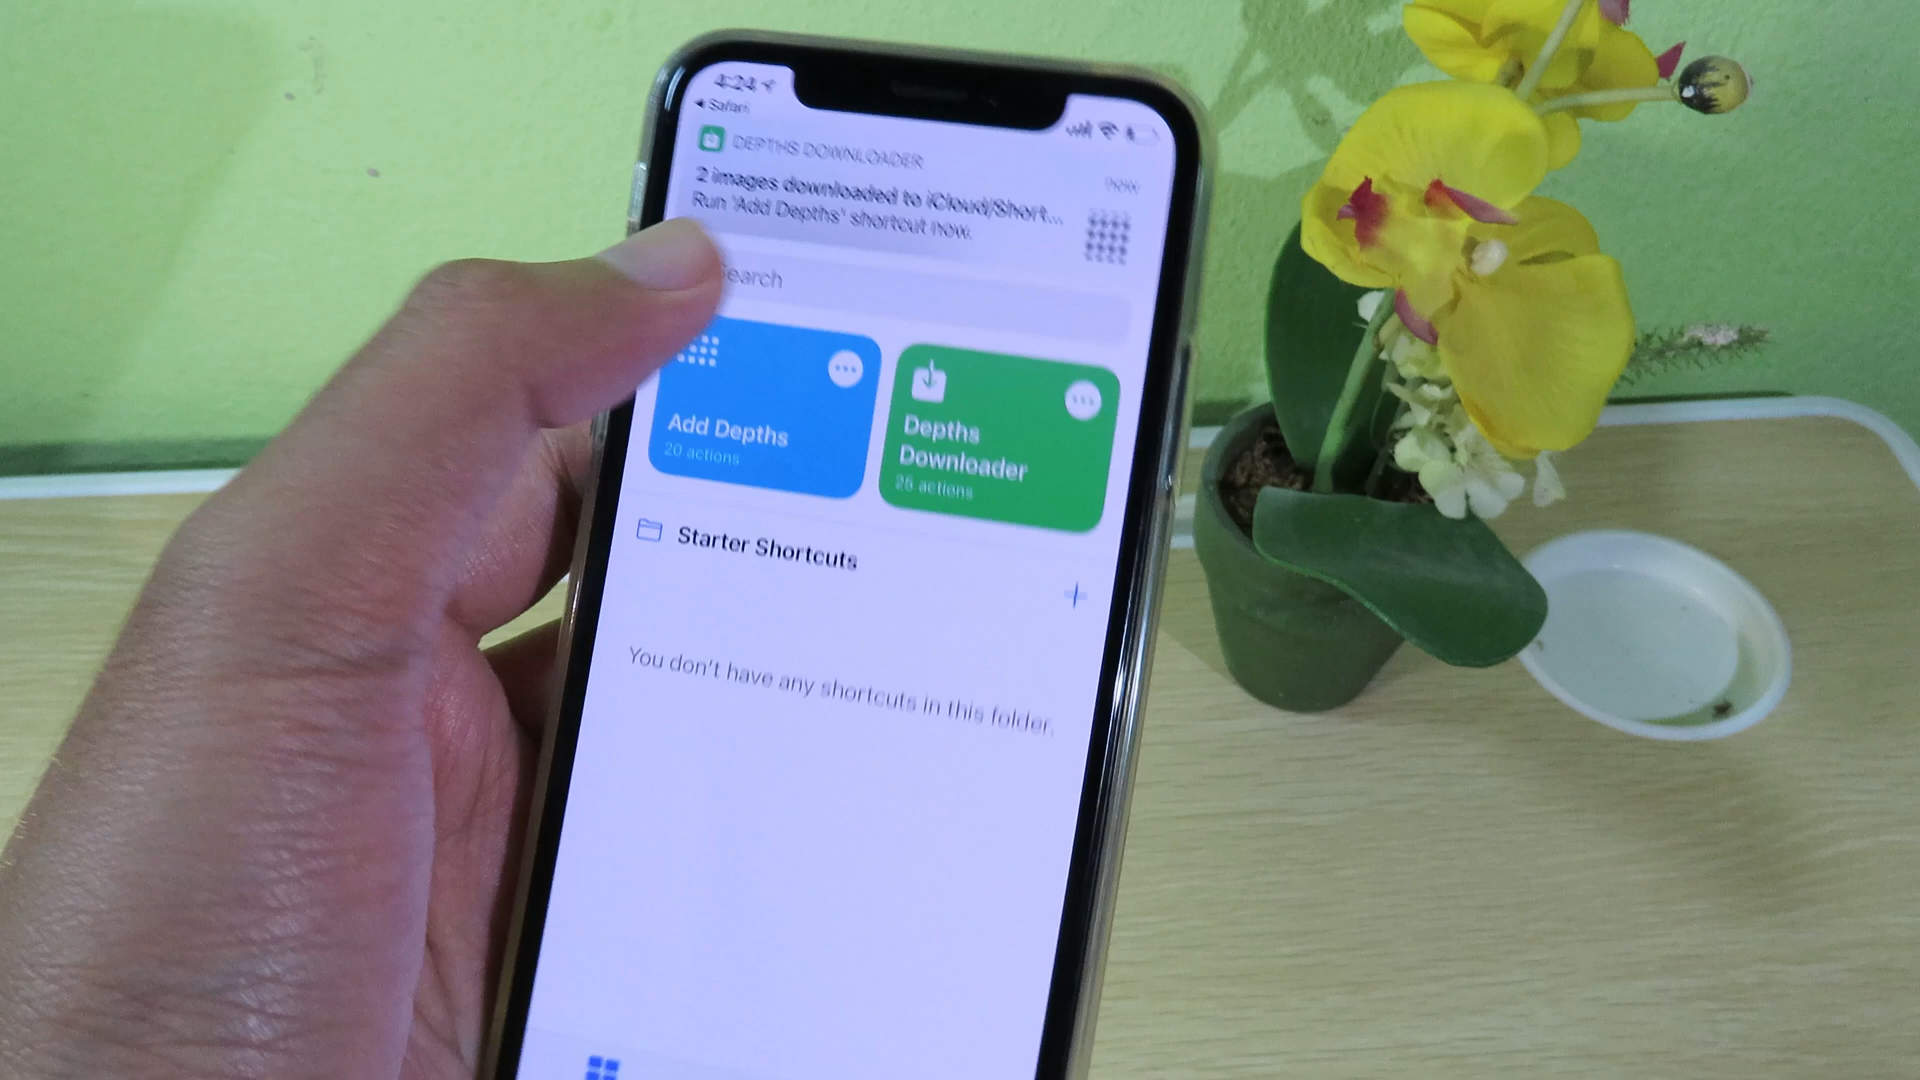 4:24
Safari
DEPTHS DOWNLOADER
now
2 images downloaded to iCloud/Short...
Run 'Add Depths' shortcut now.
Search
Add Depths
20 actions
Depths
Downloader
25 actions
Starter Shortcuts
You don't have any shortcuts in this folder.